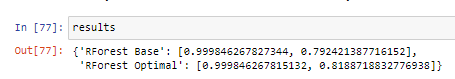 In [77]: results
Out[77]: {'RForest Base': [0.999846267827344, 0.792421387716152],
'RForest Optimal': [0.999846267815132, 0.8188718832776938]}